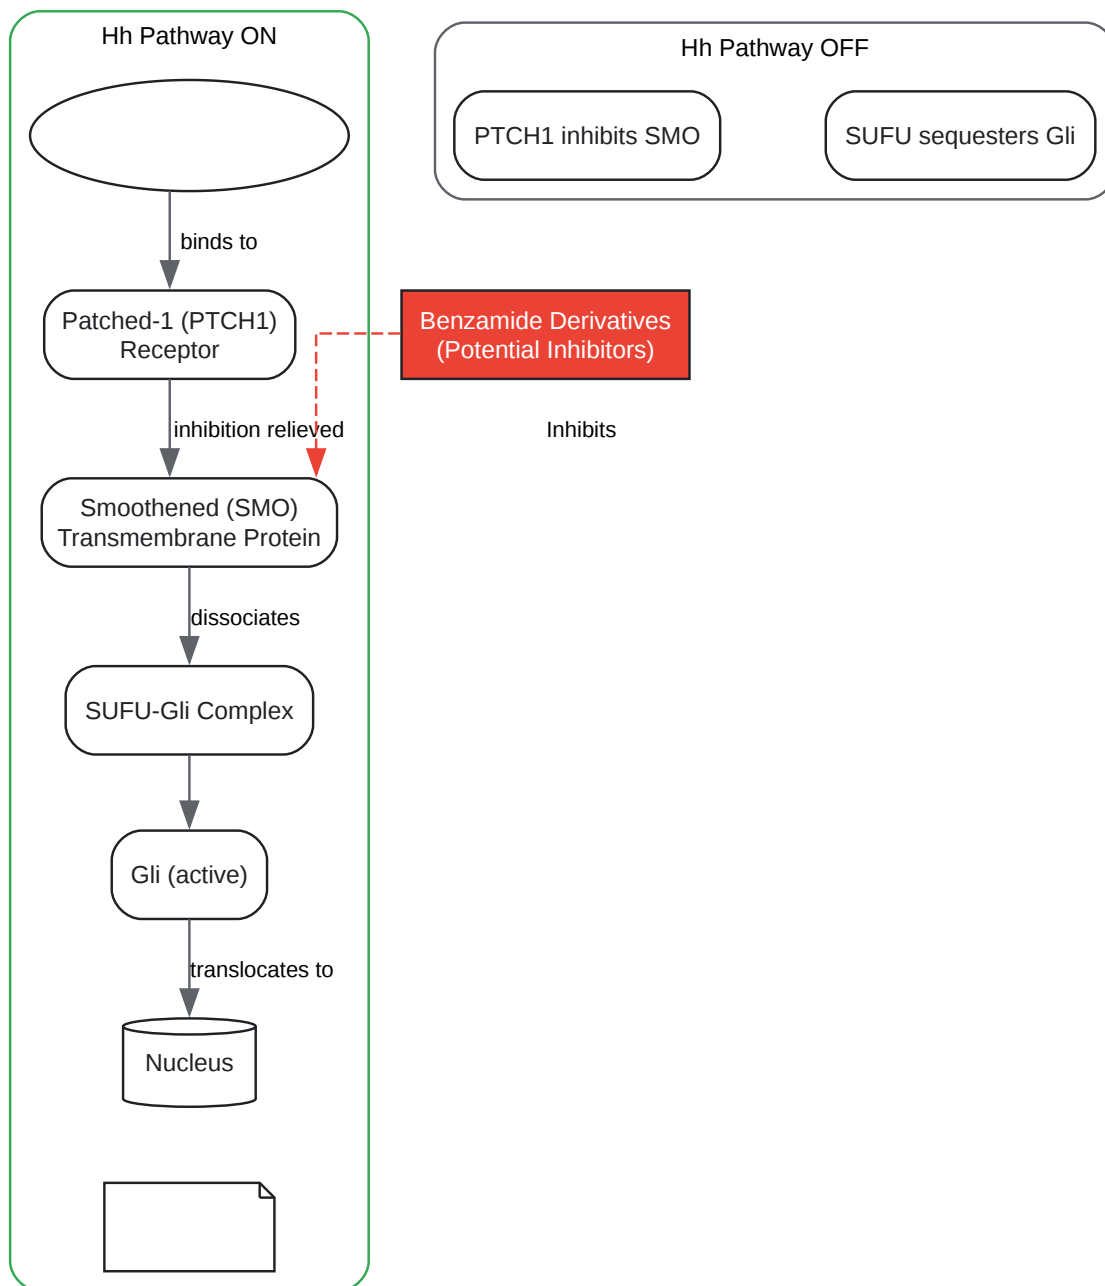 Hh Pathway ON
Hh Pathway OFF
PTCH1 inhibits SMO
SUFU sequesters Gli
binds to
Patched-1 (PTCH1)
Receptor
Benzamide Derivatives
(Potential Inhibitors)
inhibition relieved
Inhibits
Smoothened (SMO)
Transmembrane Protein
dissociates
SUFU-Gli Complex
Gli (active)
translocates to
Nucleus